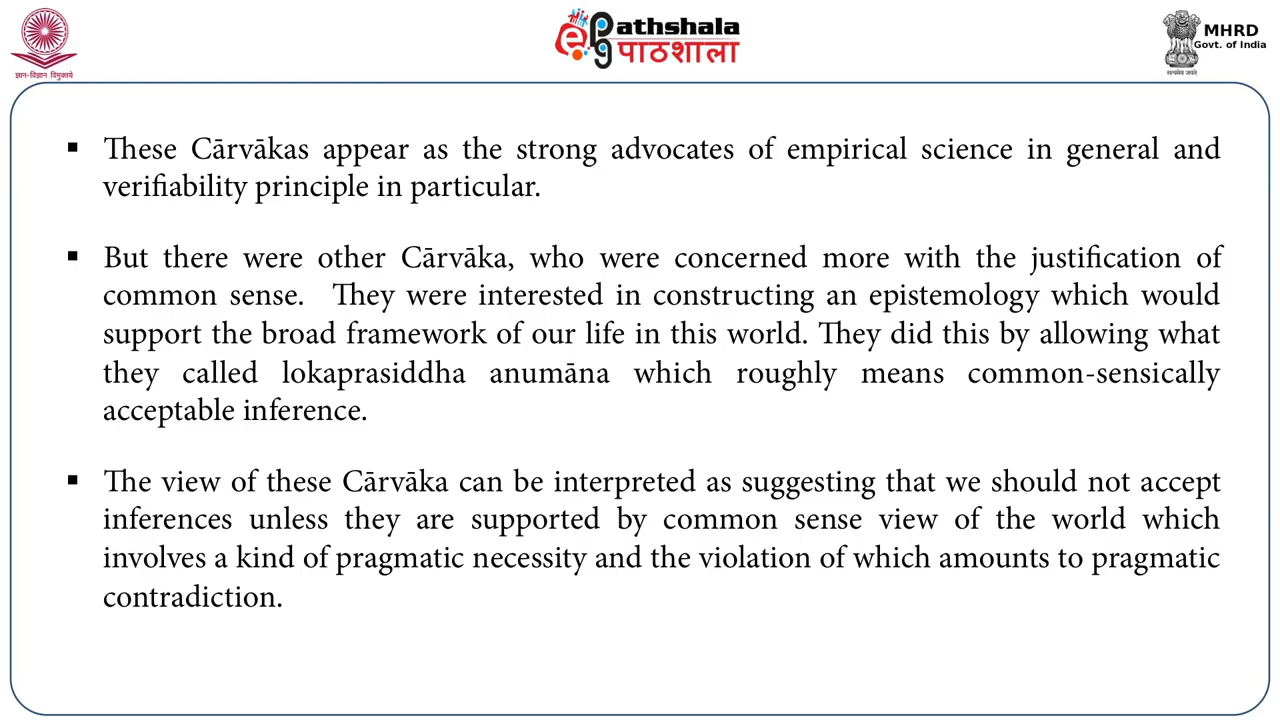 ज्ञान-विज्ञान विमुक्तये
ePathshala
पाठशाला
MHRD
Govt. of India
सत्यमेव जयते
▪ These Cārvākas appear as the strong advocates of empirical science in general and
verifiability principle in particular.
▪ But there were other Cārvāka, who were concerned more with the justification of
common sense. They were interested in constructing an epistemology which would
support the broad framework of our life in this world. They did this by allowing what
they called lokaprasiddha anumāna which roughly means common-sensically
acceptable inference.
▪ The view of these Cārvāka can be interpreted as suggesting that we should not accept
inferences unless they are supported by common sense view of the world which
involves a kind of pragmatic necessity and the violation of which amounts to pragmatic
contradiction.